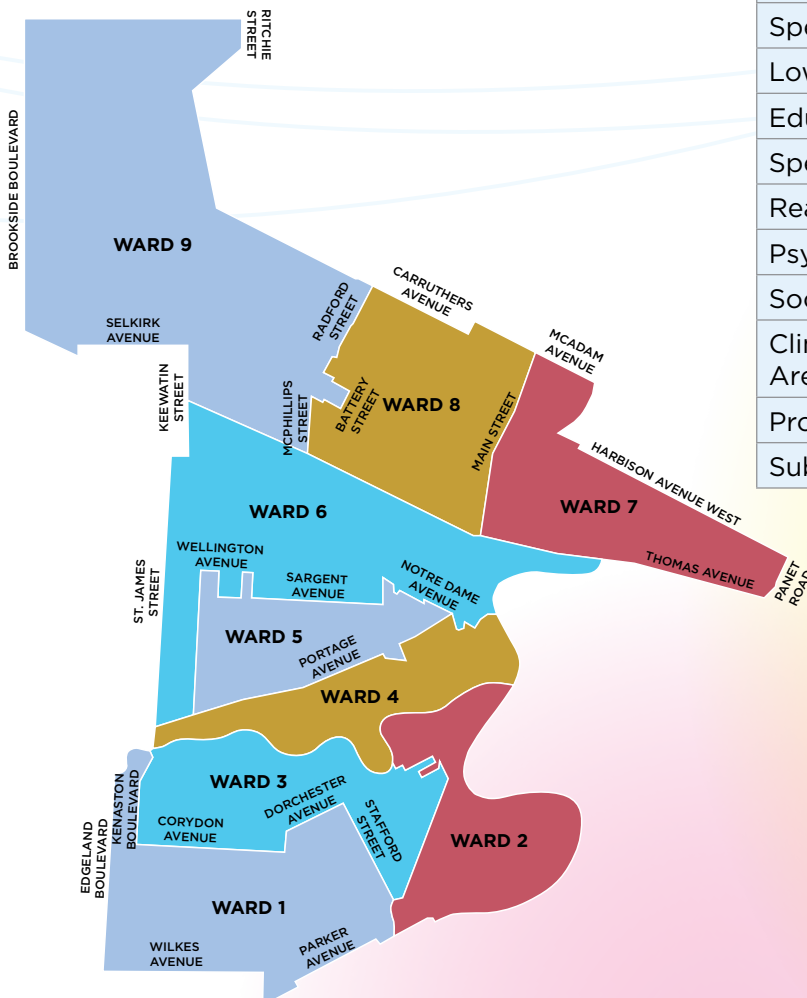 RITCHIE
STREET
BROOKSIDE BOULEVARD
WARD 9
SELKIRK
AVENUE
KEEWATIN
STREET
RADFORD
STREET
CARRUTHERS
AVENUE
MCPHILLIPS
STREET
BATTERY
STREET
WARD 8
MAIN STREET
MCADAM
AVENUE
HARBISON AVENUE WEST
WARD 7
THOMAS AVENUE
PANET
ROAD
WARD 6
WELLINGTON
AVENUE
SARGENT
AVENUE
NOTRE DAME
AVENUE
ST. JAMES
STREET
WARD 5
PORTAGE
AVENUE
WARD 4
WARD 3
KENASTON
BOULEVARD
EDGELAND
BOULEVARD
CORYDON
AVENUE
DORCHESTER
AVENUE
STAFFORD
STREET
WARD 2
WARD 1
WILKES
AVENUE
PARKER
AVENUE